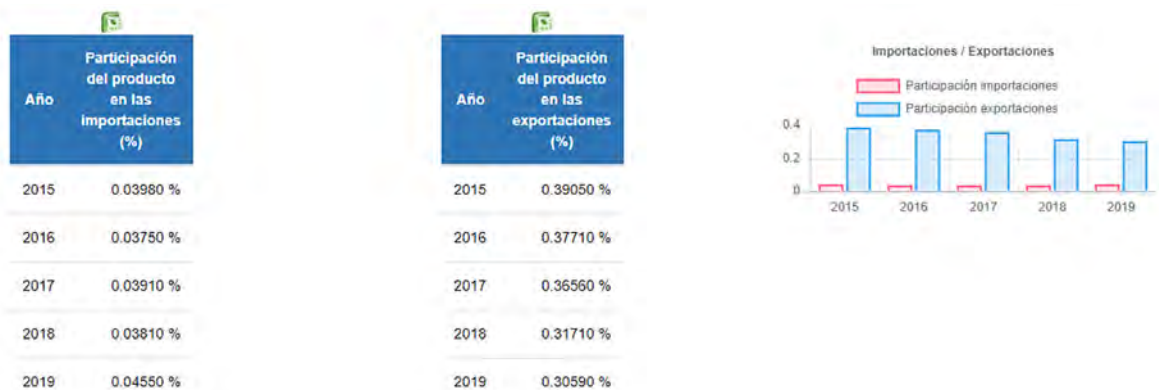 Año
Participación
del producto
en las
importaciones
(%)
2015 0.03980 %
2016 0.03750 %
2017 0.03910 %
2018 0.03810 %
2019 0.04550 %
Año
Participación
del producto
en las
exportaciones
(%)
2015 0.39050 %
2016 0.37710 %
2017 0.36560 %
2018 0.31710 %
2019 0.30590 %
Importaciones / Exportaciones
Participación importaciones
Participación exportaciones
0.4
0.2
0
2015 2016 2017 2018 2019